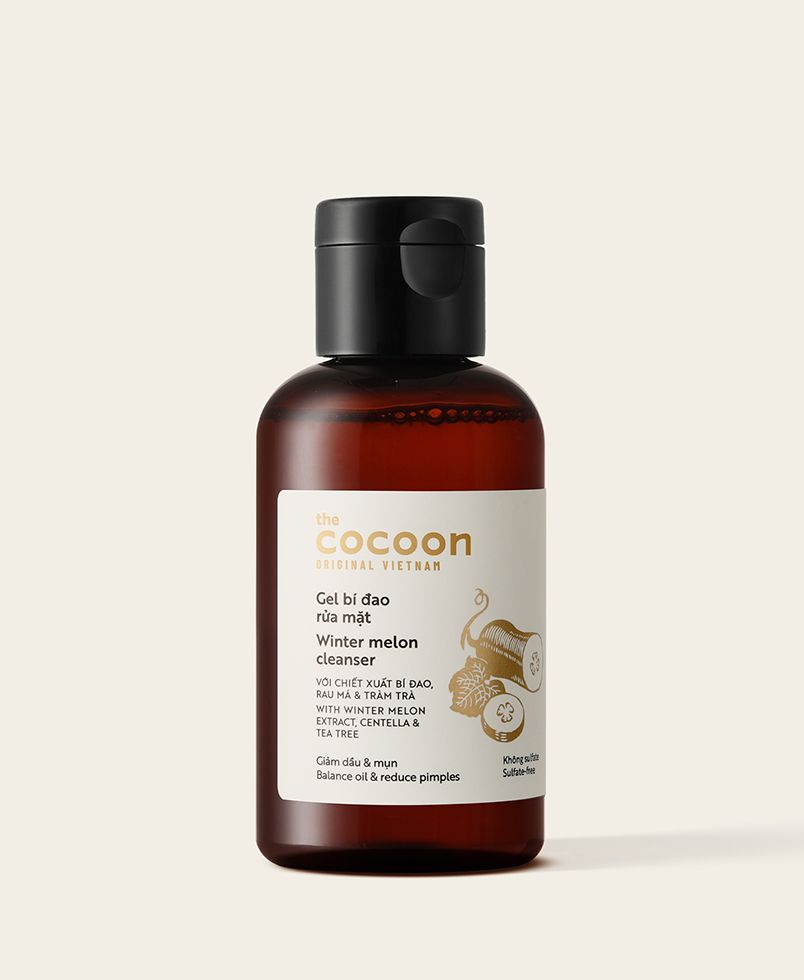 the
cocoon
ORIGINAL VIETNAM
Gel bí đao
rửa mặt
Winter melon
cleanser
VỚI CHIẾT XUẤT BÍ ĐAO,
RAU MÁ & TRÀM TRÀ
WITH WINTER MELON
EXTRACT, CENTELLA &
TEA TREE
Giảm dầu & mụn
Balance oil & reduce pimples
Không sulfate
Sulfate-free